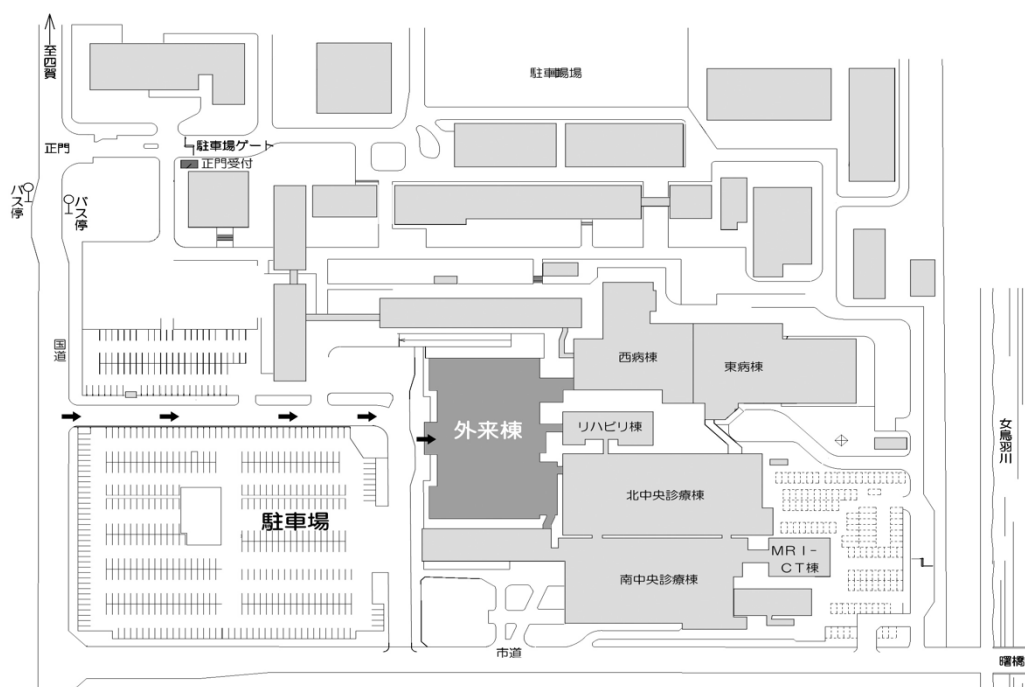 至四賀
駐車場場
正門
駐車場ゲート
正門受付
バス停
バス停
国道
西病棟
東病棟
外来棟
リハビリ棟
女鳥羽川
北中央診療棟
駐車場
MRI-
CT棟
南中央診療棟
市道
曙橋